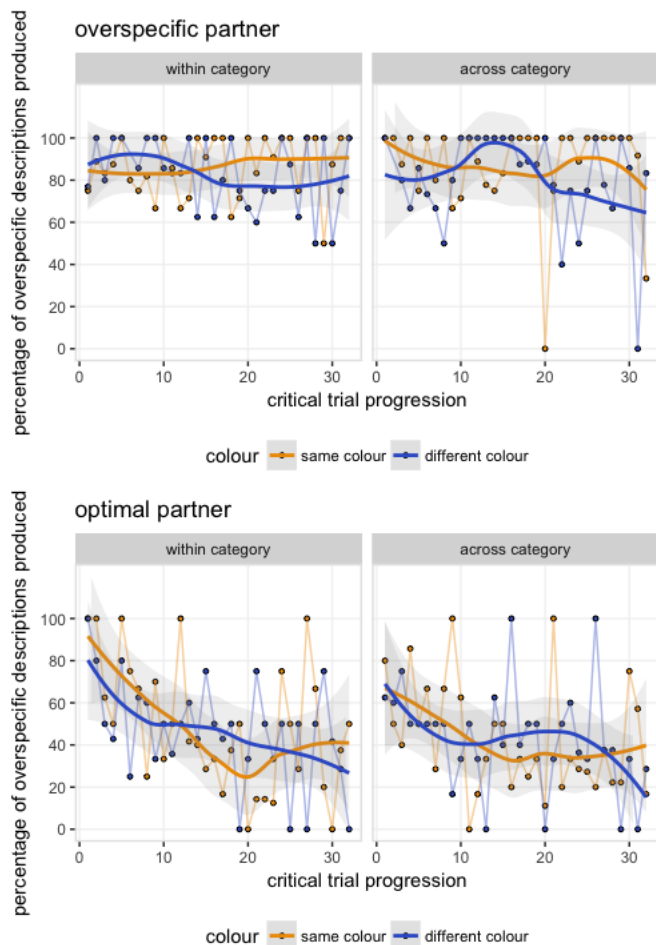 overspecific partner
within category
across category
percentage of overspecific descriptions produced
100
80
60
40
20
0
0
10
20
30
0
10
20
30
critical trial progression
colour
same colour
different colour
optimal partner
within category
across category
percentage of overspecific descriptions produced
100
80
60
40
20
0
0
10
20
30
0
10
20
30
critical trial progression
colour
same colour
different colour